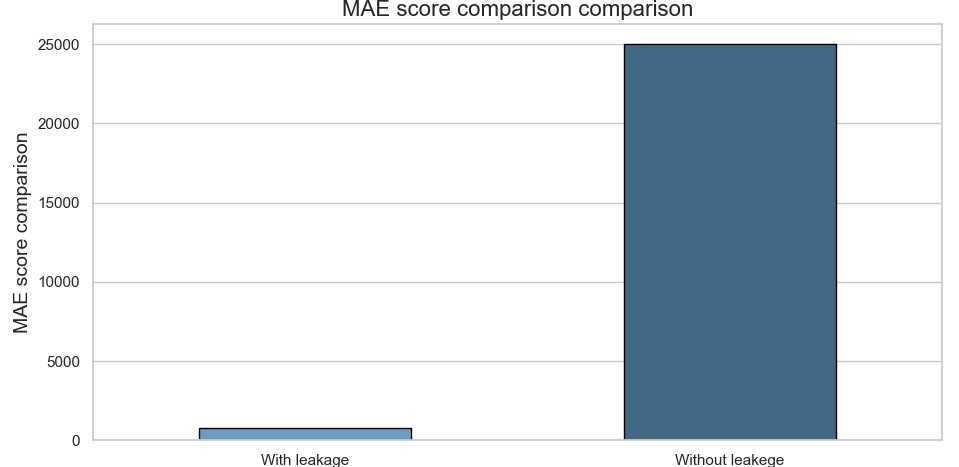 MAE score comparison comparison
MAE score comparison
25000
20000
15000
10000
5000
0
With leakage
Without leakege